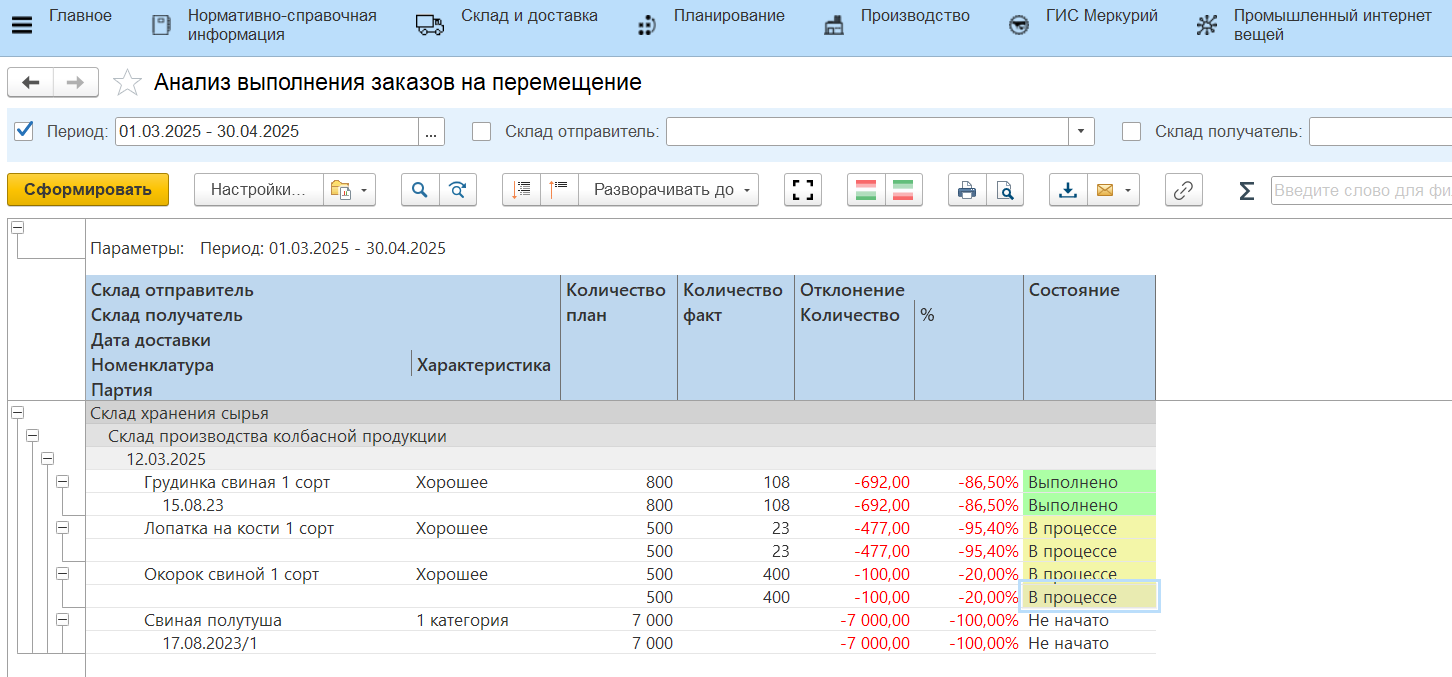 Главное
Нормативно-справочная информация
Склад и доставка
Планирование
Производство
ГИС Меркурий
Промышленный интернет вещей
Анализ выполнения заказов на перемещение
Период: 01.03.2025 - 30.04.2025 ... Склад отправитель: Склад получатель:
Сформировать Настройки... Разворачивать до Σ Введите слово для фи
Параметры: Период: 01.03.2025 - 30.04.2025
Склад отправитель Количество Количество Отклонение Состояние
Склад получатель план факт Количество %
Дата доставки
Номенклатура Характеристика
Партия
Склад хранения сырья
Склад производства колбасной продукции
12.03.2025
Грудинка свиная 1 сорт Хорошее 800 108 -692,00 -86,50% Выполнено
15.08.23 800 108 -692,00 -86,50% Выполнено
Лопатка на кости 1 сорт Хорошее 500 23 -477,00 -95,40% В процессе
500 23 -477,00 -95,40% В процессе
Окорок свиной 1 сорт Хорошее 500 400 -100,00 -20,00% В процессе
500 400 -100,00 -20,00% В процессе
Свиная полутуша 1 категория 7 000 -7 000,00 -100,00% Не начато
17.08.2023/1 7 000 -7 000,00 -100,00% Не начато